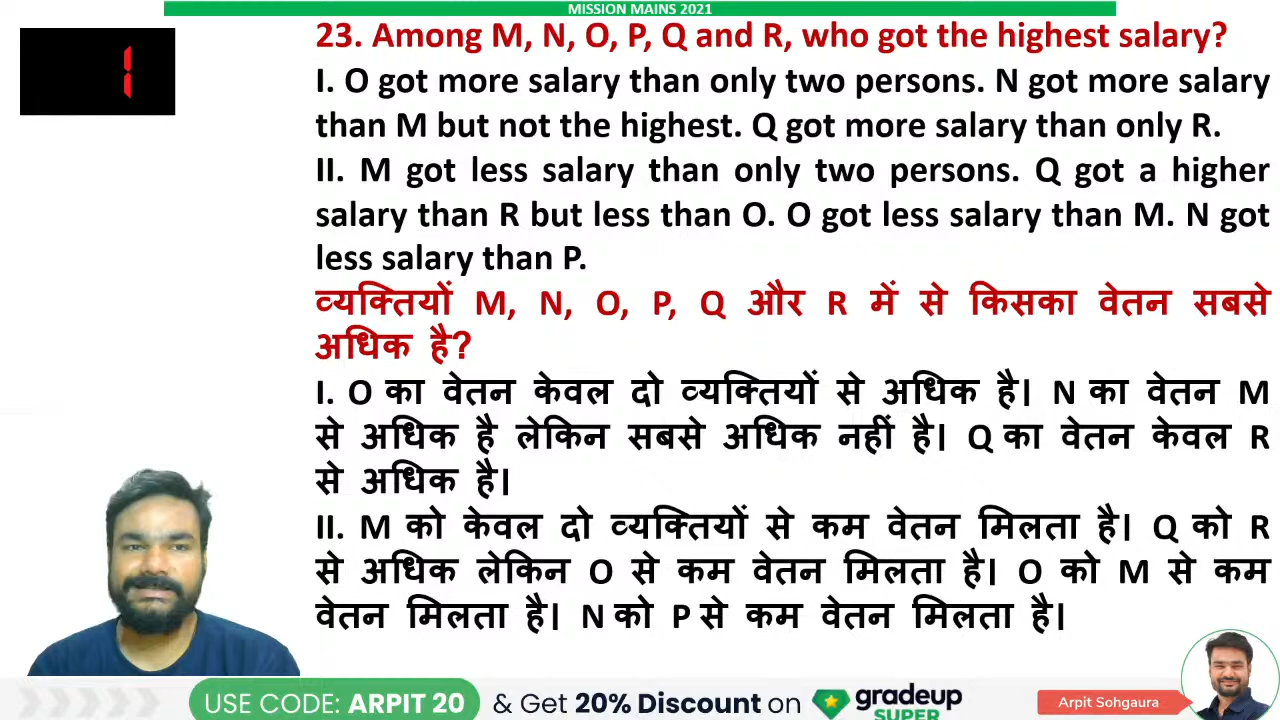 MISSION MAINS 2021
1
23. Among M, N, O, P, Q and R, who got the highest salary?
I. O got more salary than only two persons. N got more salary
than M but not the highest. Q got more salary than only R.
II. M got less salary than only two persons. Q got a higher
salary than R but less than O. O got less salary than M. N got
less salary than P.
व्यक्तियों M, N, O, P, Q और R में से किसका वेतन सबसे
अधिक है?
I. O का वेतन केवल दो व्यक्तियों से अधिक है। N का वेतन M
से अधिक है लेकिन सबसे अधिक नहीं है। Q का वेतन केवल R
से अधिक है।
II. M को केवल दो व्यक्तियों से कम वेतन मिलता है। Q को R
से अधिक लेकिन O से कम वेतन मिलता है। O को M से कम
वेतन मिलता है। N को P से कम वेतन मिलता है।
USE CODE: ARPIT 20 & Get 20% Discount on gradeup
SUPER
Arpit Sohgaura